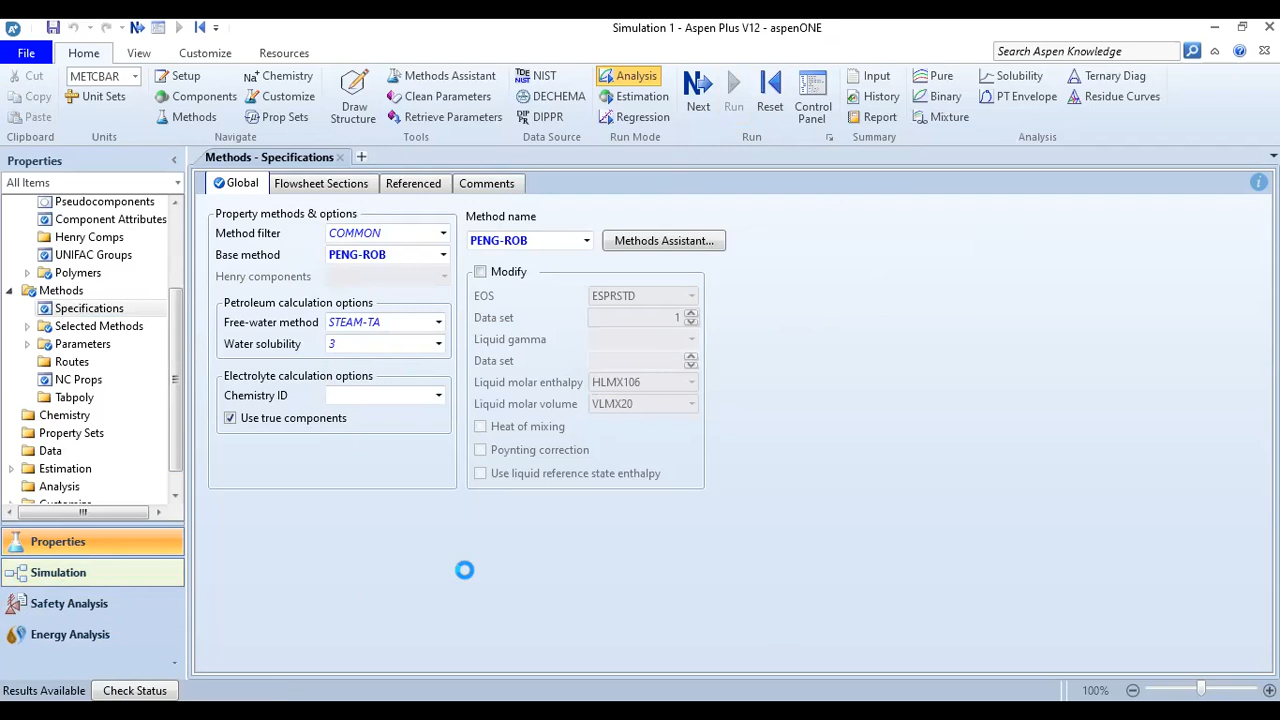 Simulation 1 - Aspen Plus V12 - aspenONE
File Home View Customize Resources Search Aspen Knowledge
Cut METCBAR Setup Chemistry Methods Assistant NIST Analysis Input Pure Solubility Ternary Diag
Copy Unit Sets Components Customize Draw Structure Clean Parameters DECHEMA Estimation Next Run Reset Control Panel History Binary PT Envelope Residue Curves
Paste Methods Prop Sets Retrieve Parameters DIPPR Regression Report Mixture
Clipboard Units Navigate Tools Data Source Run Mode Run Summary Analysis
Properties
All Items
Pseudocomponents
Component Attributes
Henry Comps
UNIFAC Groups
Polymers
Methods
Specifications
Selected Methods
Parameters
Routes
NC Props
Tabpoly
Chemistry
Property Sets
Data
Estimation
Analysis
Customize
Properties
Simulation
Safety Analysis
Energy Analysis
Methods - Specifications
Global Flowsheet Sections Referenced Comments
Property methods & options
Method filter COMMON
Base method PENG-ROB
Henry components
Petroleum calculation options
Free-water method STEAM-TA
Water solubility 3
Electrolyte calculation options
Chemistry ID
Use true components
Method name
PENG-ROB Methods Assistant...
Modify
EOS ESPRSTD
Data set 1
Liquid gamma
Data set
Liquid molar enthalpy HLMX106
Liquid molar volume VLMX20
Heat of mixing
Poynting correction
Use liquid reference state enthalpy
Results Available Check Status 100%